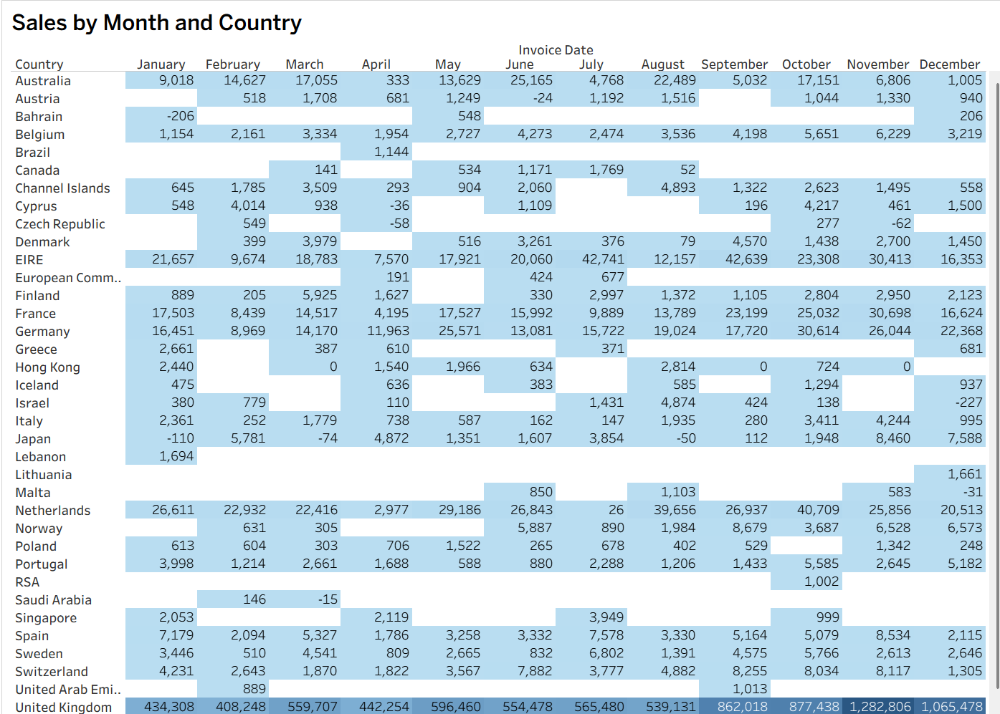 Sales by Month and Country
Invoice Date
Country January February March April May June July August September October November December
Australia 9,018 14,627 17,055 333 13,629 25,165 4,768 22,489 5,032 17,151 6,806 1,005
Austria 518 1,708 681 1,249 -24 1,192 1,516 1,044 1,330 940
Bahrain -206 548 206
Belgium 1,154 2,161 3,334 1,954 2,727 4,273 2,474 3,536 4,198 5,651 6,229 3,219
Brazil 1,144
Canada 141 534 1,171 1,769 52
Channel Islands 645 1,785 3,509 293 904 2,060 4,893 1,322 2,623 1,495 558
Cyprus 548 4,014 938 -36 1,109 196 4,217 461 1,500
Czech Republic 549 -58 277 -62
Denmark 399 3,979 516 3,261 376 79 4,570 1,438 2,700 1,450
EIRE 21,657 9,674 18,783 7,570 17,921 20,060 42,741 12,157 42,639 23,308 30,413 16,353
European Comm.. 191 424 677
Finland 889 205 5,925 1,627 330 2,997 1,372 1,105 2,804 2,950 2,123
France 17,503 8,439 14,517 4,195 17,527 15,992 9,889 13,789 23,199 25,032 30,698 16,624
Germany 16,451 8,969 14,170 11,963 25,571 13,081 15,722 19,024 17,720 30,614 26,044 22,368
Greece 2,661 387 610 371 681
Hong Kong 2,440 0 1,540 1,966 634 2,814 0 724 0
Iceland 475 636 383 585 1,294 937
Israel 380 779 110 1,431 4,874 424 138 -227
Italy 2,361 252 1,779 738 587 162 147 1,935 280 3,411 4,244 995
Japan -110 5,781 -74 4,872 1,351 1,607 3,854 -50 112 1,948 8,460 7,588
Lebanon 1,694
Lithuania 1,661
Malta 850 1,103 583 -31
Netherlands 26,611 22,932 22,416 2,977 29,186 26,843 26 39,656 26,937 40,709 25,856 20,513
Norway 631 305 5,887 890 1,984 8,679 3,687 6,528 6,573
Poland 613 604 303 706 1,522 265 678 402 529 1,342 248
Portugal 3,998 1,214 2,661 1,688 588 880 2,288 1,206 1,433 5,585 2,645 5,182
RSA 1,002
Saudi Arabia 146 -15
Singapore 2,053 2,119 3,949 999
Spain 7,179 2,094 5,327 1,786 3,258 3,332 7,578 3,330 5,164 5,079 8,534 2,115
Sweden 3,446 510 4,541 809 2,665 832 6,802 1,391 4,575 5,766 2,613 2,646
Switzerland 4,231 2,643 1,870 1,822 3,567 7,882 3,777 4,882 8,255 8,034 8,117 1,305
United Arab Emi.. 889 1,013
United Kingdom 434,308 408,248 559,707 442,254 596,460 554,478 565,480 539,131 862,018 877,438 1,282,806 1,065,478